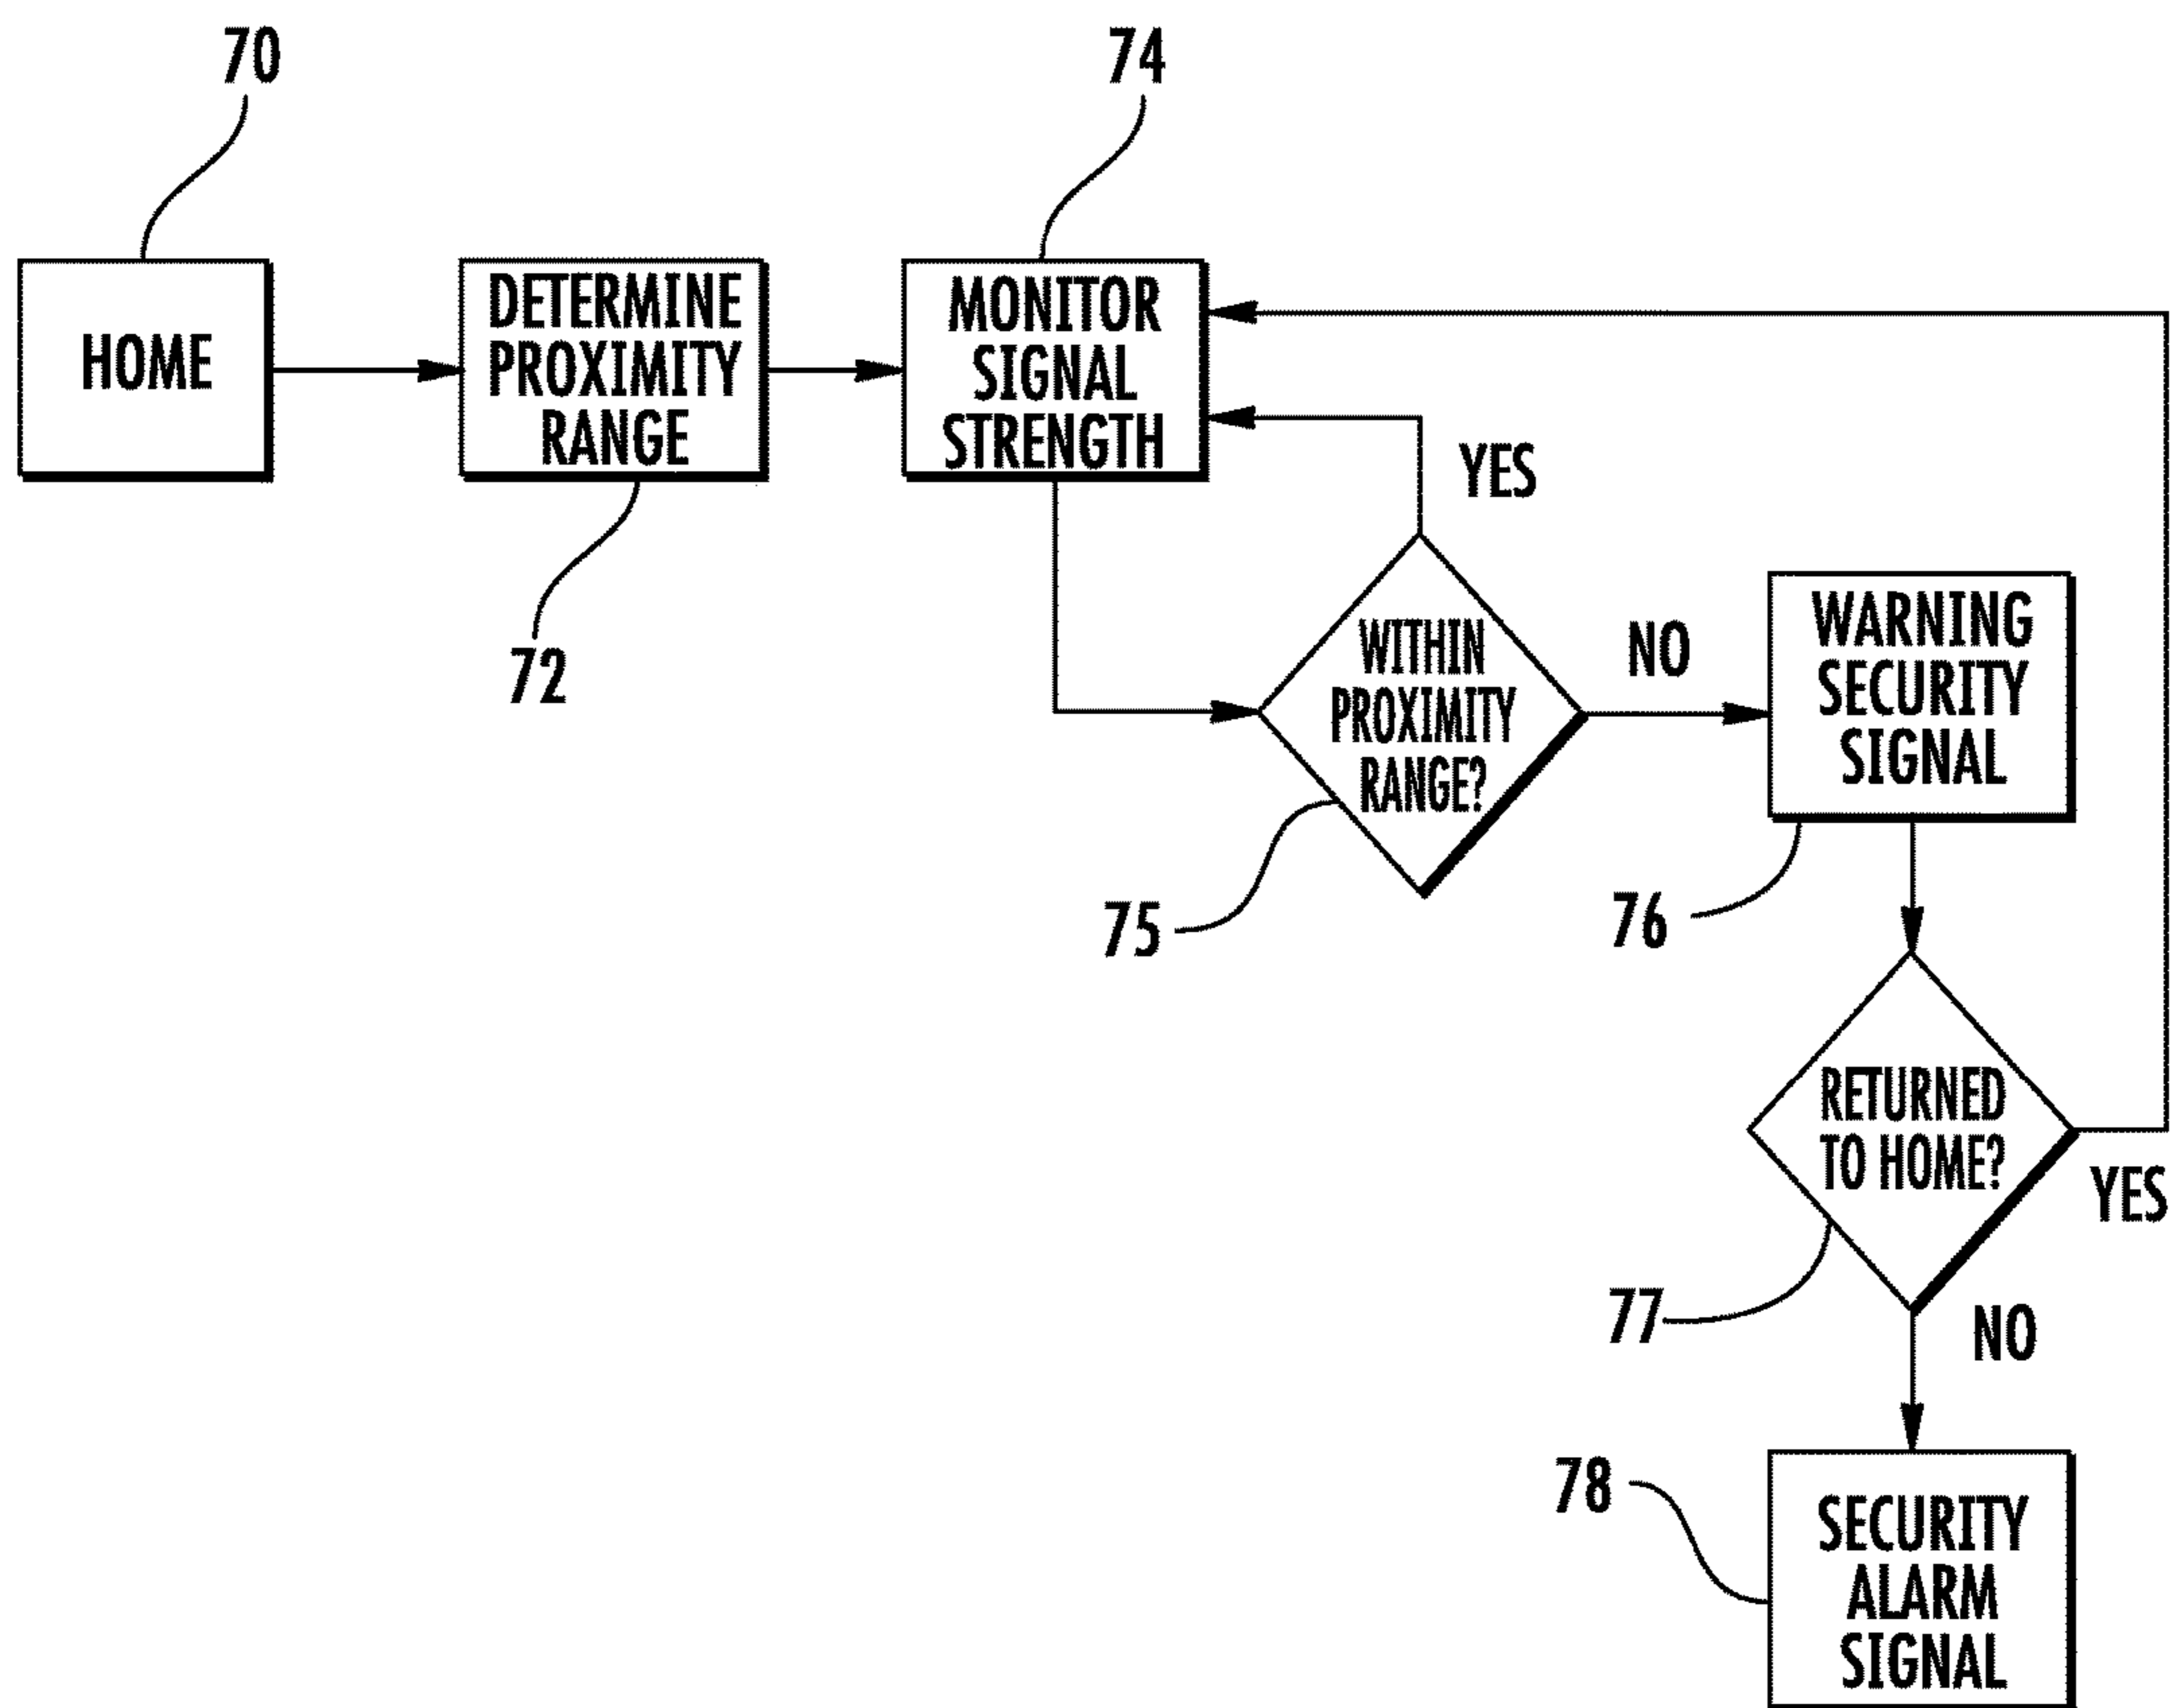 70
74
HOME
DETERMINE
PROXIMITY
RANGE
MONITOR
SIGNAL
STRENGTH
YES
72
WITHIN
PROXIMITY
RANGE?
NO
WARNING
SECURITY
SIGNAL
75
76
RETURNED
TO HOME?
YES
77
NO
78
SECURITY
ALARM
SIGNAL